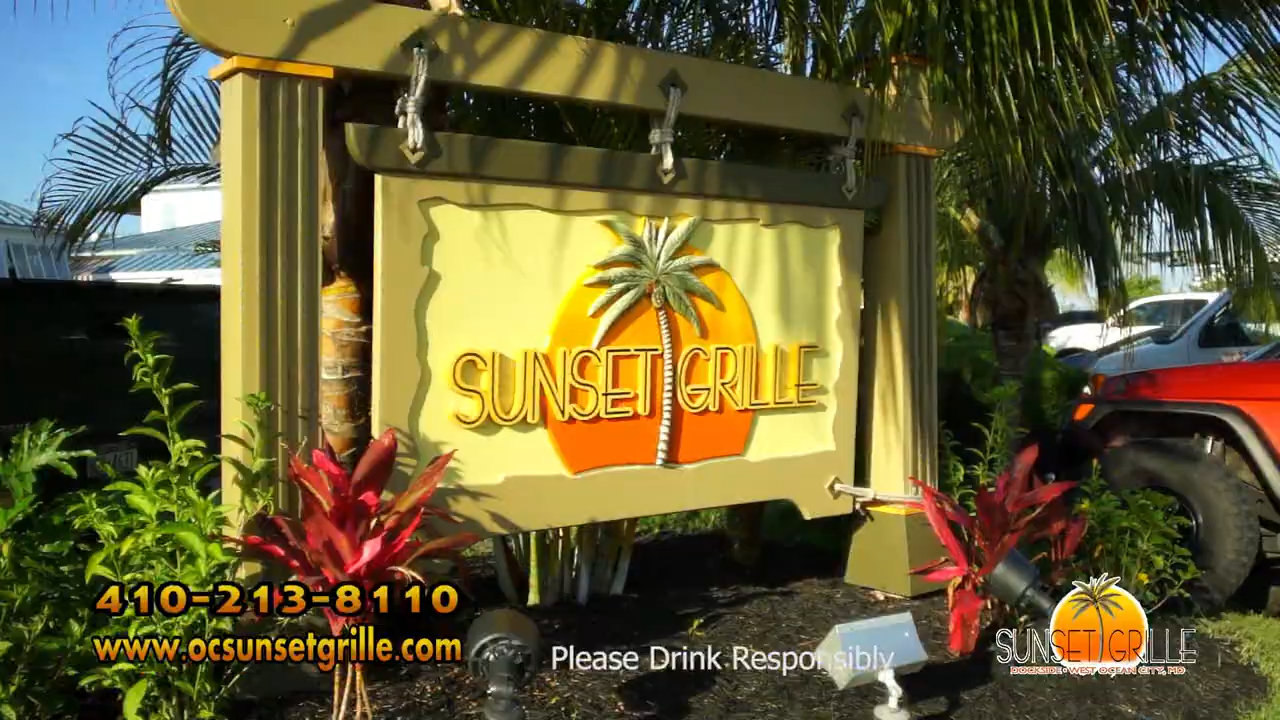 SUNSET GRILLE
410-213-8110
www.ocsunsetgrille.com
Please Drink Responsibly
SUNSET GRILLE
DOCKSIDE • WEST OCEAN CITY, MD